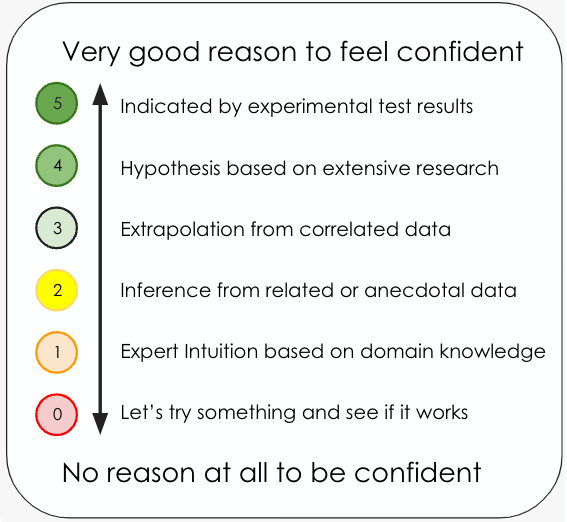 Very good reason to feel confident
5 Indicated by experimental test results
4 Hypothesis based on extensive research
3 Extrapolation from correlated data
2 Inference from related or anecdotal data
1 Expert Intuition based on domain knowledge
0 Let’s try something and see if it works
No reason at all to be confident